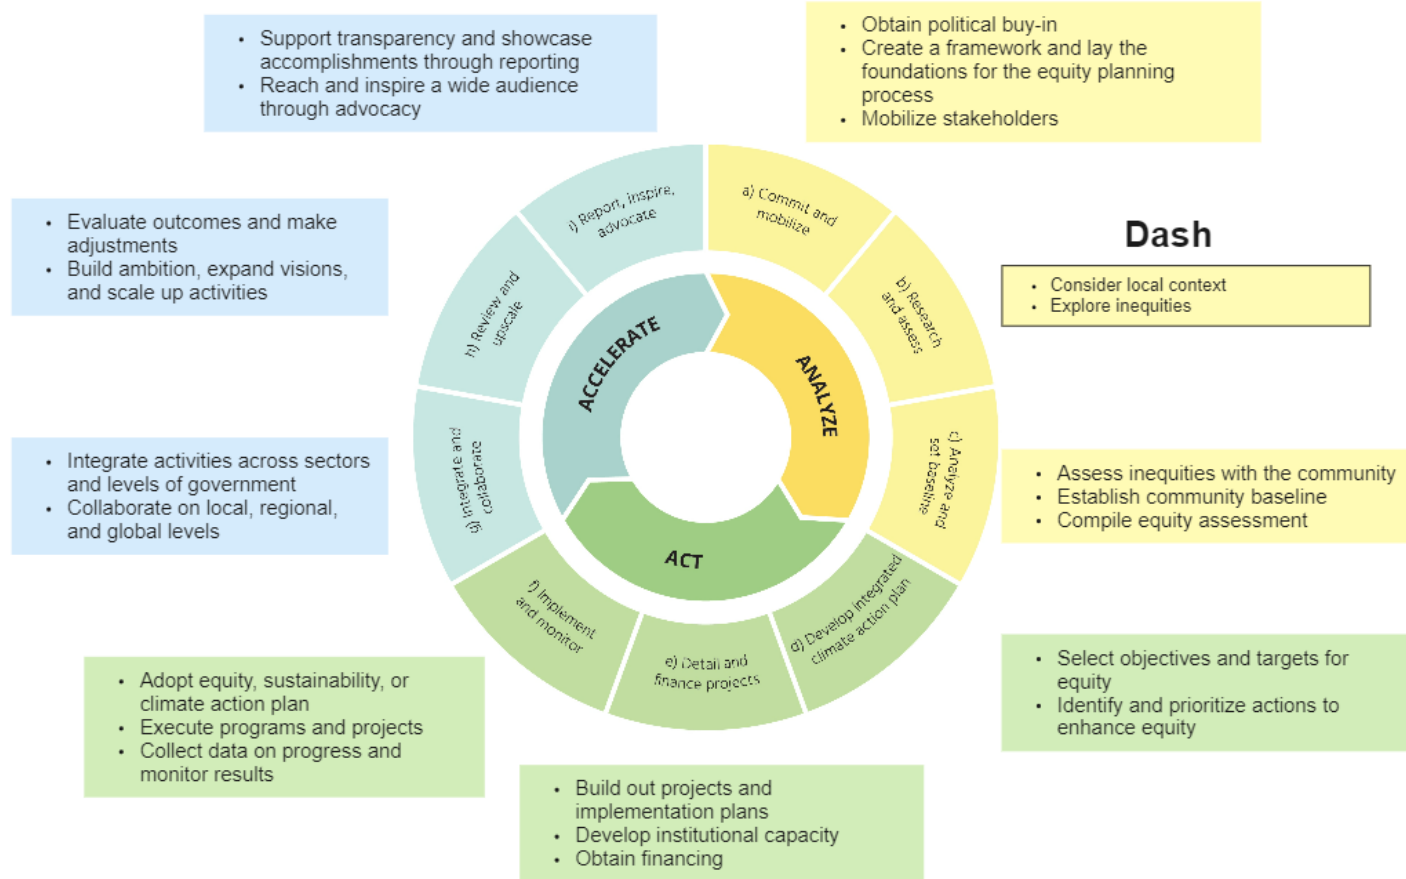 • Support transparency and showcase
accomplishments through reporting
• Reach and inspire a wide audience
through advocacy
• Obtain political buy-in
• Create a framework and lay the
foundations for the equity planning
process
• Mobilize stakeholders
i) Report, inspire,
advocate
a) Commit and
mobilize
• Evaluate outcomes and make
adjustments
• Build ambition, expand visions,
and scale up activities
h) Review and
upscale
b) Research
and assess
Dash
• Consider local context
• Explore inequities
ACCELERATE
ANALYZE
ACT
• Integrate activities across sectors
and levels of government
• Collaborate on local, regional,
and global levels
g) Integrate and
collaborate
c) Analyze and
set baseline
• Assess inequities with the community
• Establish community baseline
• Compile equity assessment
f) Implement
and monitor
e) Detail and
finance projects
d) Develop integrated
climate action plan
• Select objectives and targets for
equity
• Identify and prioritize actions to
enhance equity
• Adopt equity, sustainability, or
climate action plan
• Execute programs and projects
• Collect data on progress and
monitor results
• Build out projects and
implementation plans
• Develop institutional capacity
• Obtain financing